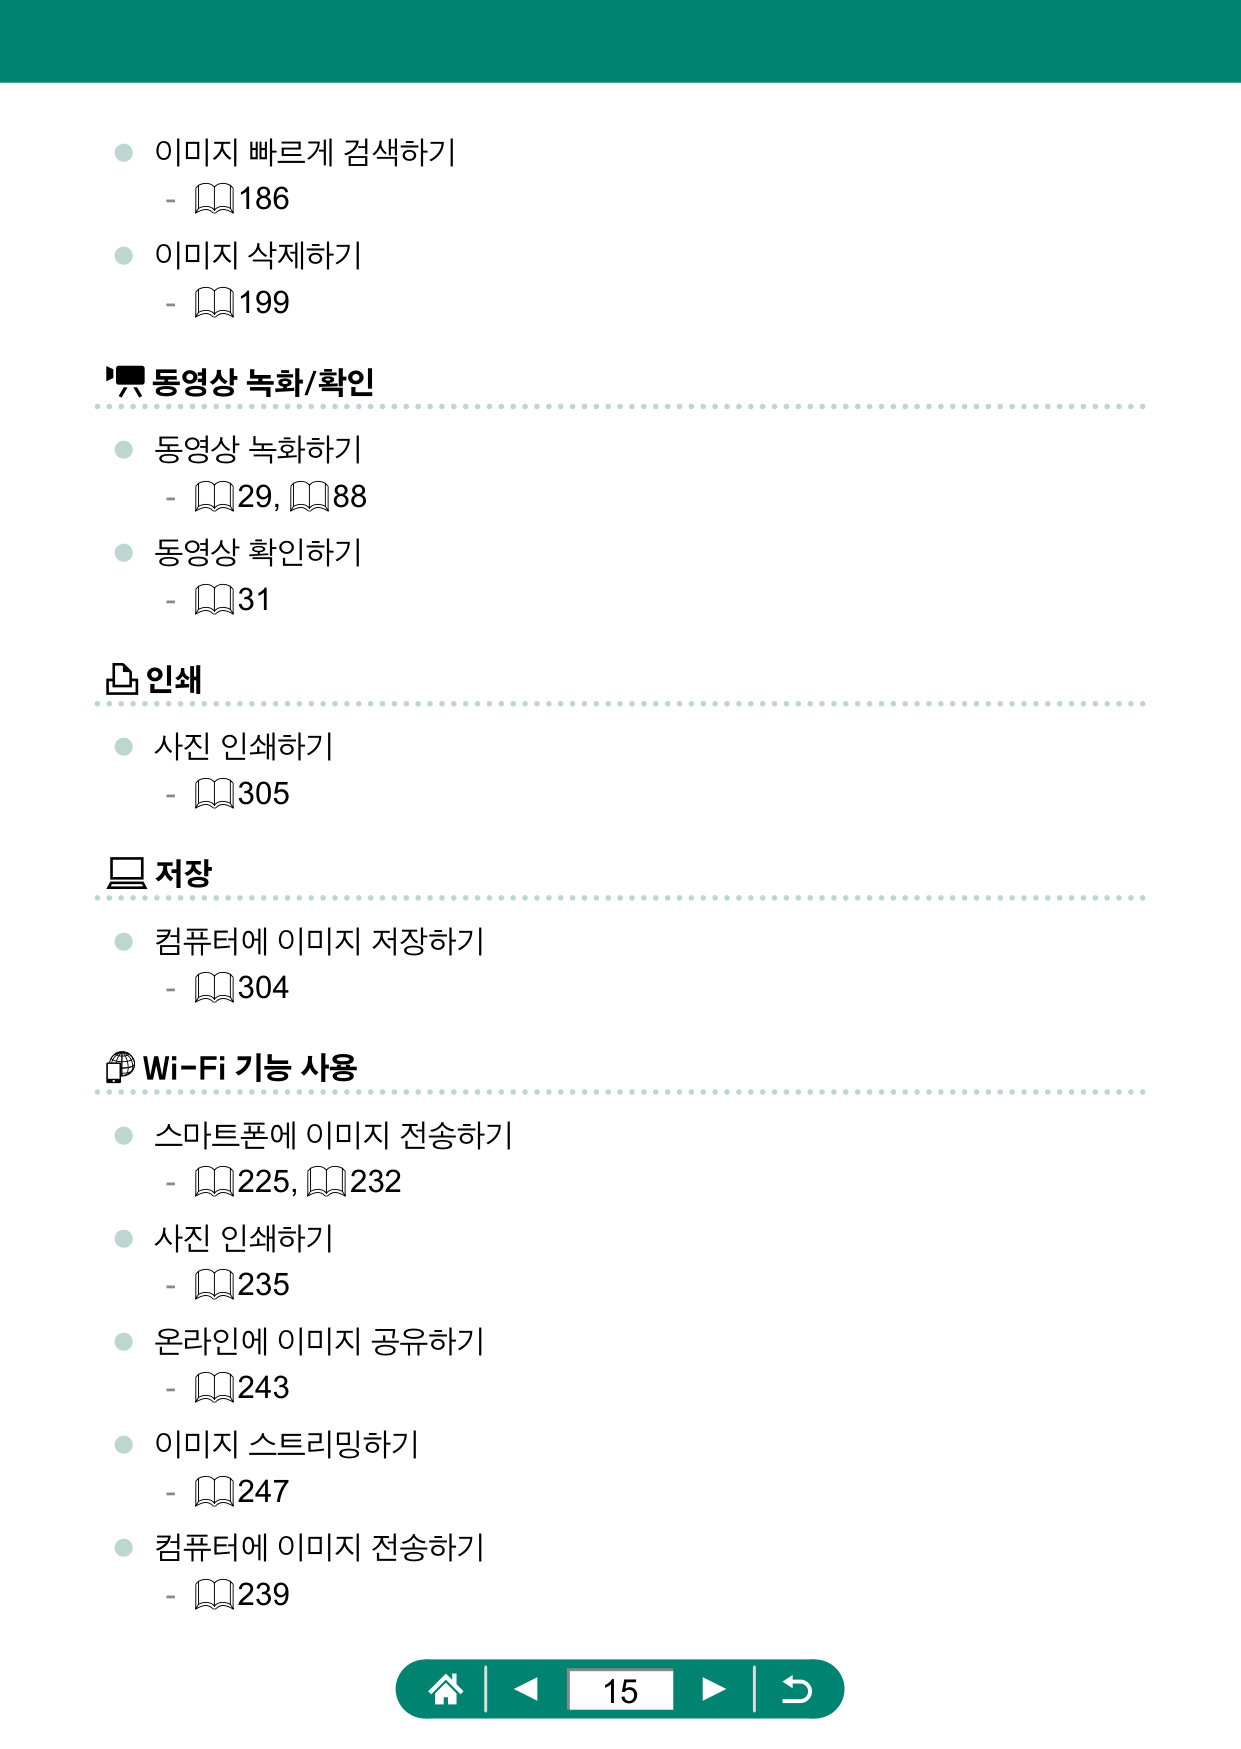 이미지 빠르게 검색하기
- 186
이미지 삭제하기
- 199
동영상 녹화/확인
동영상 녹화하기
- 29, 88
동영상 확인하기
- 31
인쇄
사진 인쇄하기
- 305
저장
컴퓨터에 이미지 저장하기
- 304
Wi-Fi 기능 사용
스마트폰에 이미지 전송하기
- 225, 232
사진 인쇄하기
- 235
온라인에 이미지 공유하기
- 243
이미지 스트리밍하기
- 247
컴퓨터에 이미지 전송하기
- 239
15